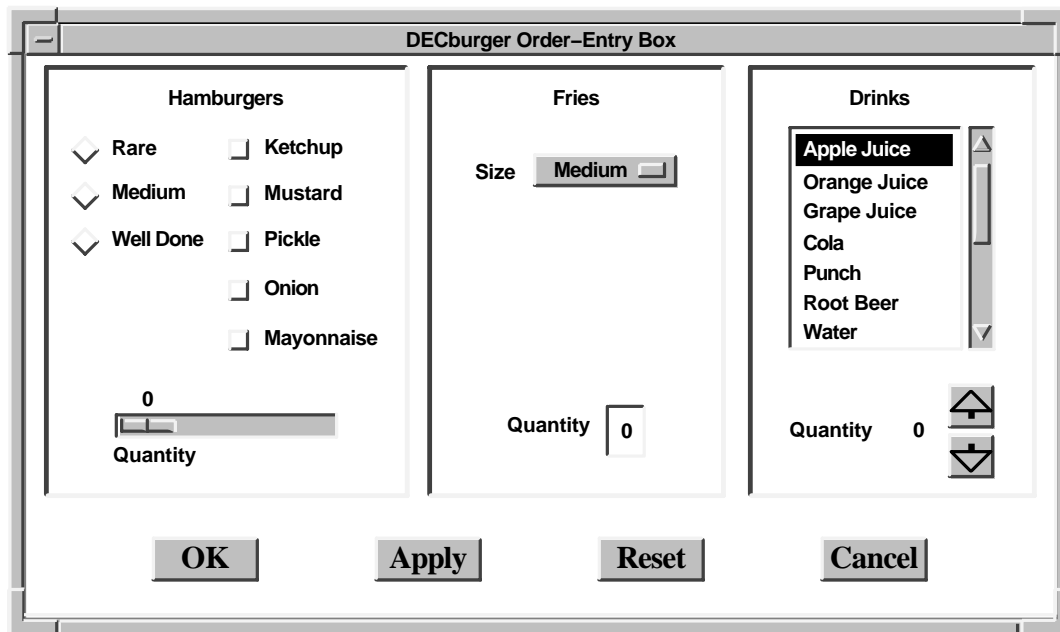 DECburger Order–Entry Box
Hamburgers
Rare
Medium
Well Done
Ketchup
Mustard
Pickle
Onion
Mayonnaise
0
Quantity
Fries
Size Medium
Quantity 0
Drinks
Apple Juice
Orange Juice
Grape Juice
Cola
Punch
Root Beer
Water
Quantity 0
OK Apply Reset Cancel